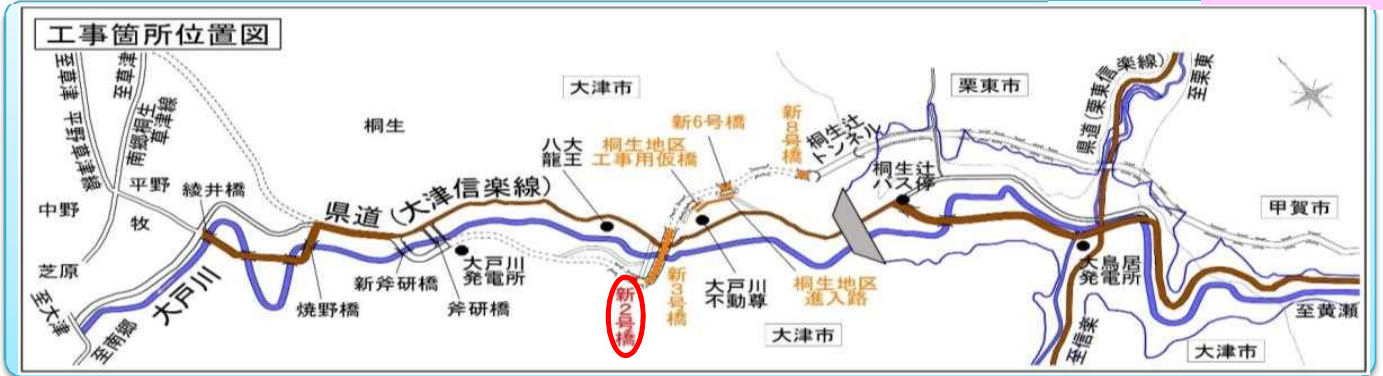 工事箇所位置図
至草津 平野草津線
至草津
南郷桐生草津線
桐生
大津市
栗東市
県道(栗東信楽線)
至栗東
新6号橋
新8号橋
桐生辻
トンネル
八大
龍王
桐生地区
工事用仮橋
桐生辻
バス停
中野
平野
綾井橋
牧
県道(大津信楽線)
甲賀市
芝原
至大津
大戸川
至南郷
焼野橋
新斧研橋
斧研橋
大戸川
発電所
新2号橋
新3号橋
大戸川
不動尊
桐生地区
進入路
大津市
大鳥居
発電所
至信楽
大津市
至黄瀬